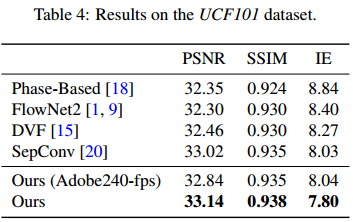 Table 4: Results on the UCF101 dataset.
PSNR SSIM IE
Phase-Based [18] 32.35 0.924 8.84
FlowNet2 [1, 9] 32.30 0.930 8.40
DVF [15] 32.46 0.930 8.27
SepConv [20] 33.02 0.935 8.03
Ours (Adobe240-fps) 32.84 0.935 8.04
Ours 33.14 0.938 7.80